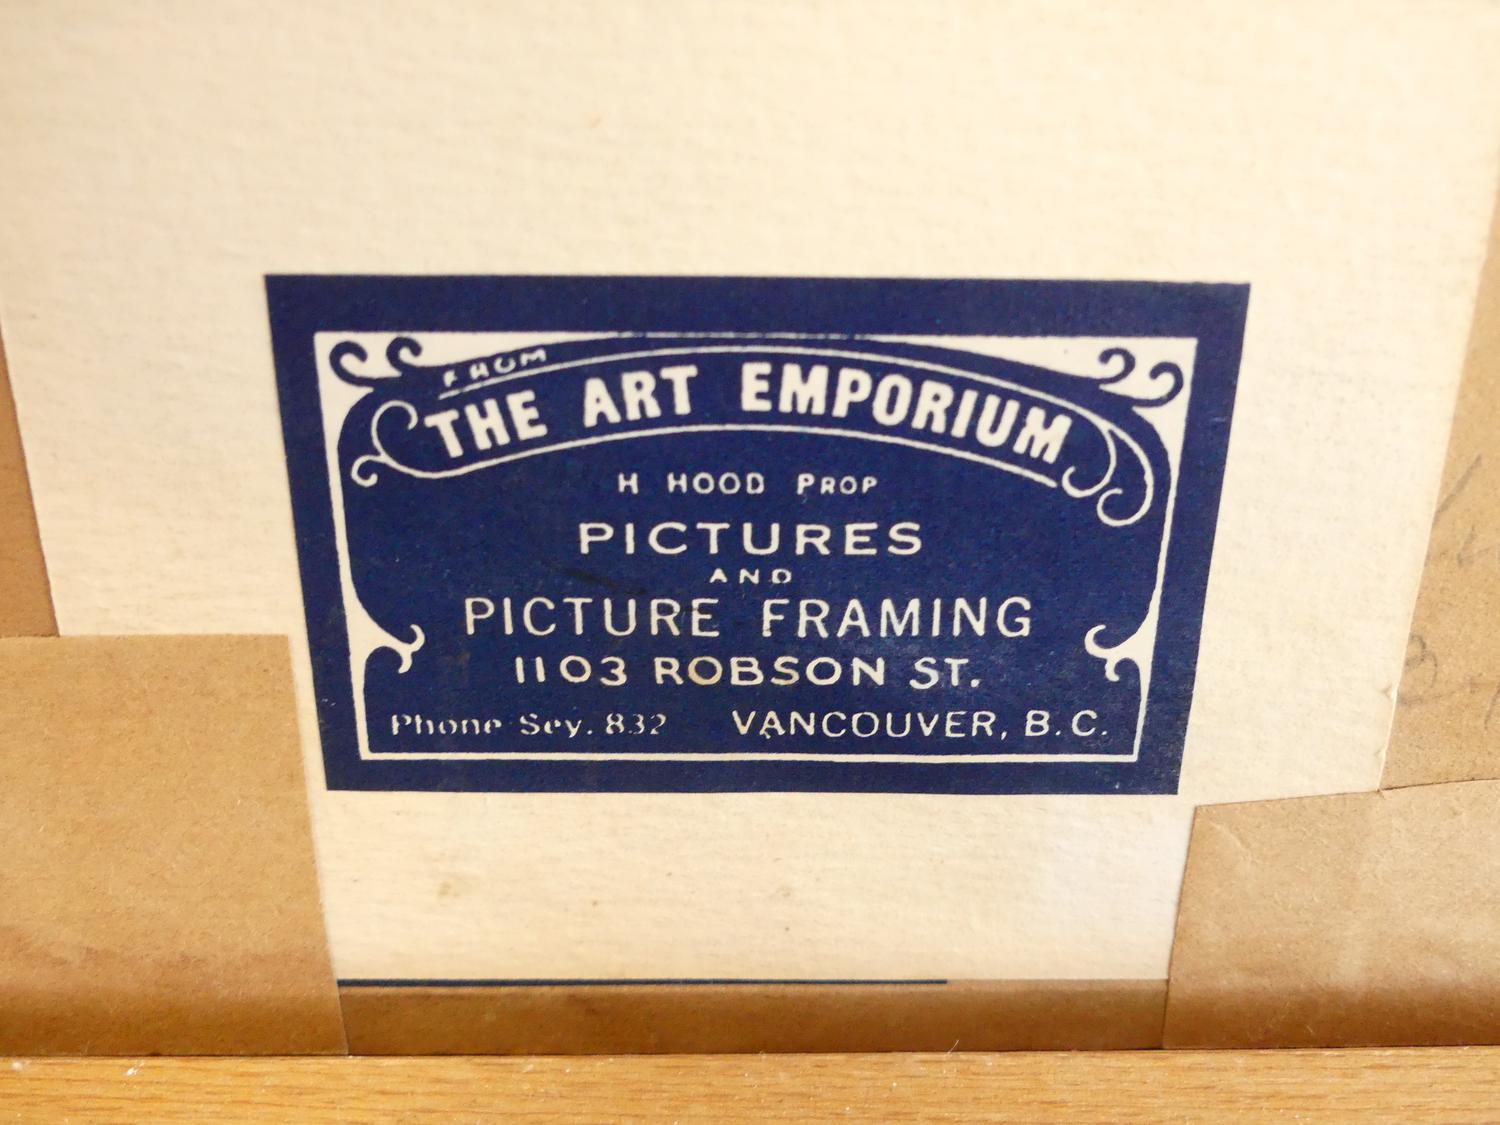 FROM
THE ART EMPORIUM
H HOOD PROP
PICTURES
AND
PICTURE FRAMING
1103 ROBSON ST.
Phone Sey. 832 VANCOUVER, B.C.